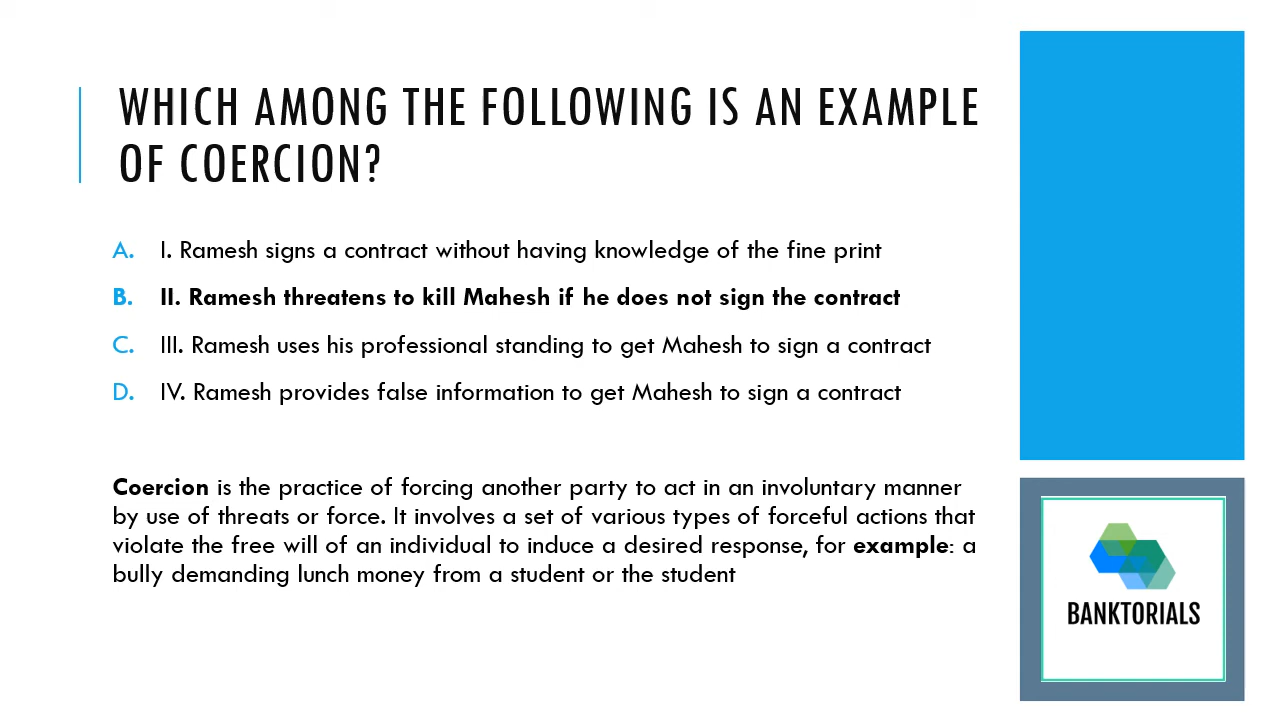 WHICH AMONG THE FOLLOWING IS AN EXAMPLE
OF COERCION?
A. I. Ramesh signs a contract without having knowledge of the fine print
B. II. Ramesh threatens to kill Mahesh if he does not sign the contract
C. III. Ramesh uses his professional standing to get Mahesh to sign a contract
D. IV. Ramesh provides false information to get Mahesh to sign a contract
Coercion is the practice of forcing another party to act in an involuntary manner
by use of threats or force. It involves a set of various types of forceful actions that
violate the free will of an individual to induce a desired response, for example: a
bully demanding lunch money from a student or the student
BANKTORIALS